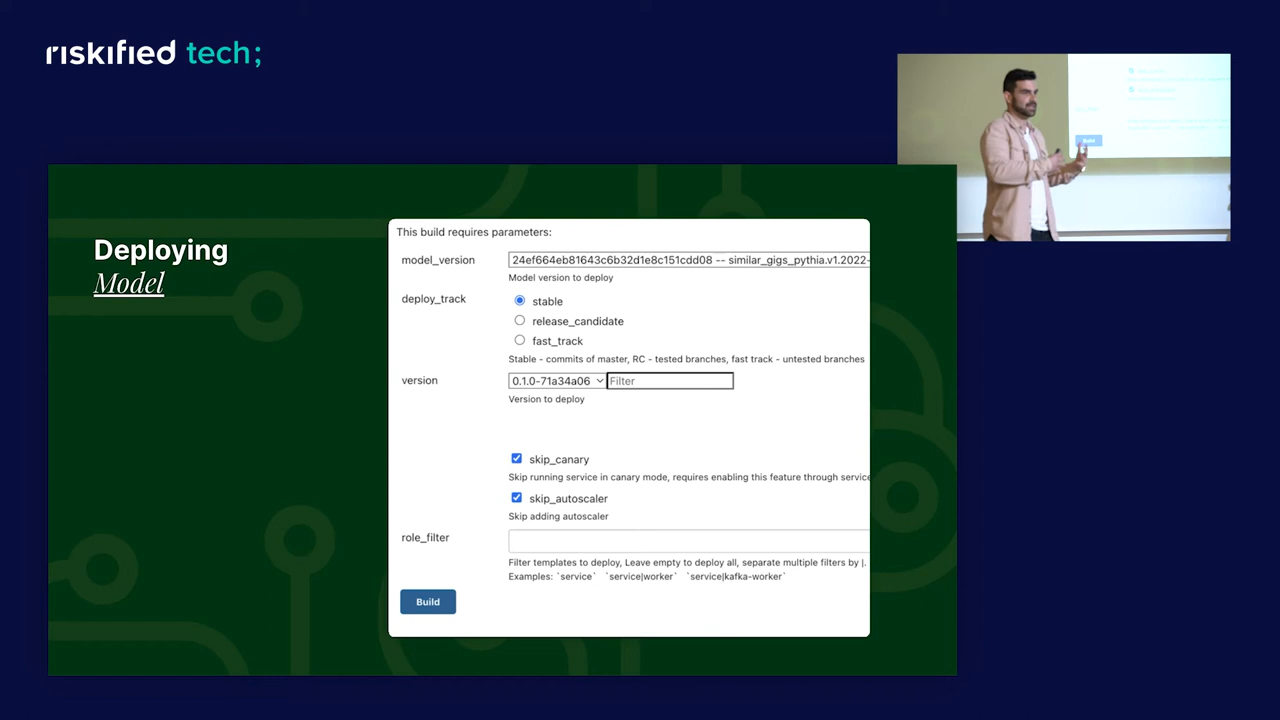 riskified tech;
Deploying
Model
This build requires parameters:
model_version
24ef664eb81643c6b32d1e8c151cdd08 -- similar_gigs_pythia.v1.2022-
Model version to deploy
deploy_track
stable
release_candidate
fast_track
Stable - commits of master, RC - tested branches, fast track - untested branches
version
0.1.0-71a34a06
Filter
Version to deploy
skip_canary
Skip running service in canary mode, requires enabling this feature through service
skip_autoscaler
Skip adding autoscaler
role_filter
Filter templates to deploy, Leave empty to deploy all, separate multiple filters by |.
Examples: `service` `service|worker` `service|kafka-worker`
Build
Build